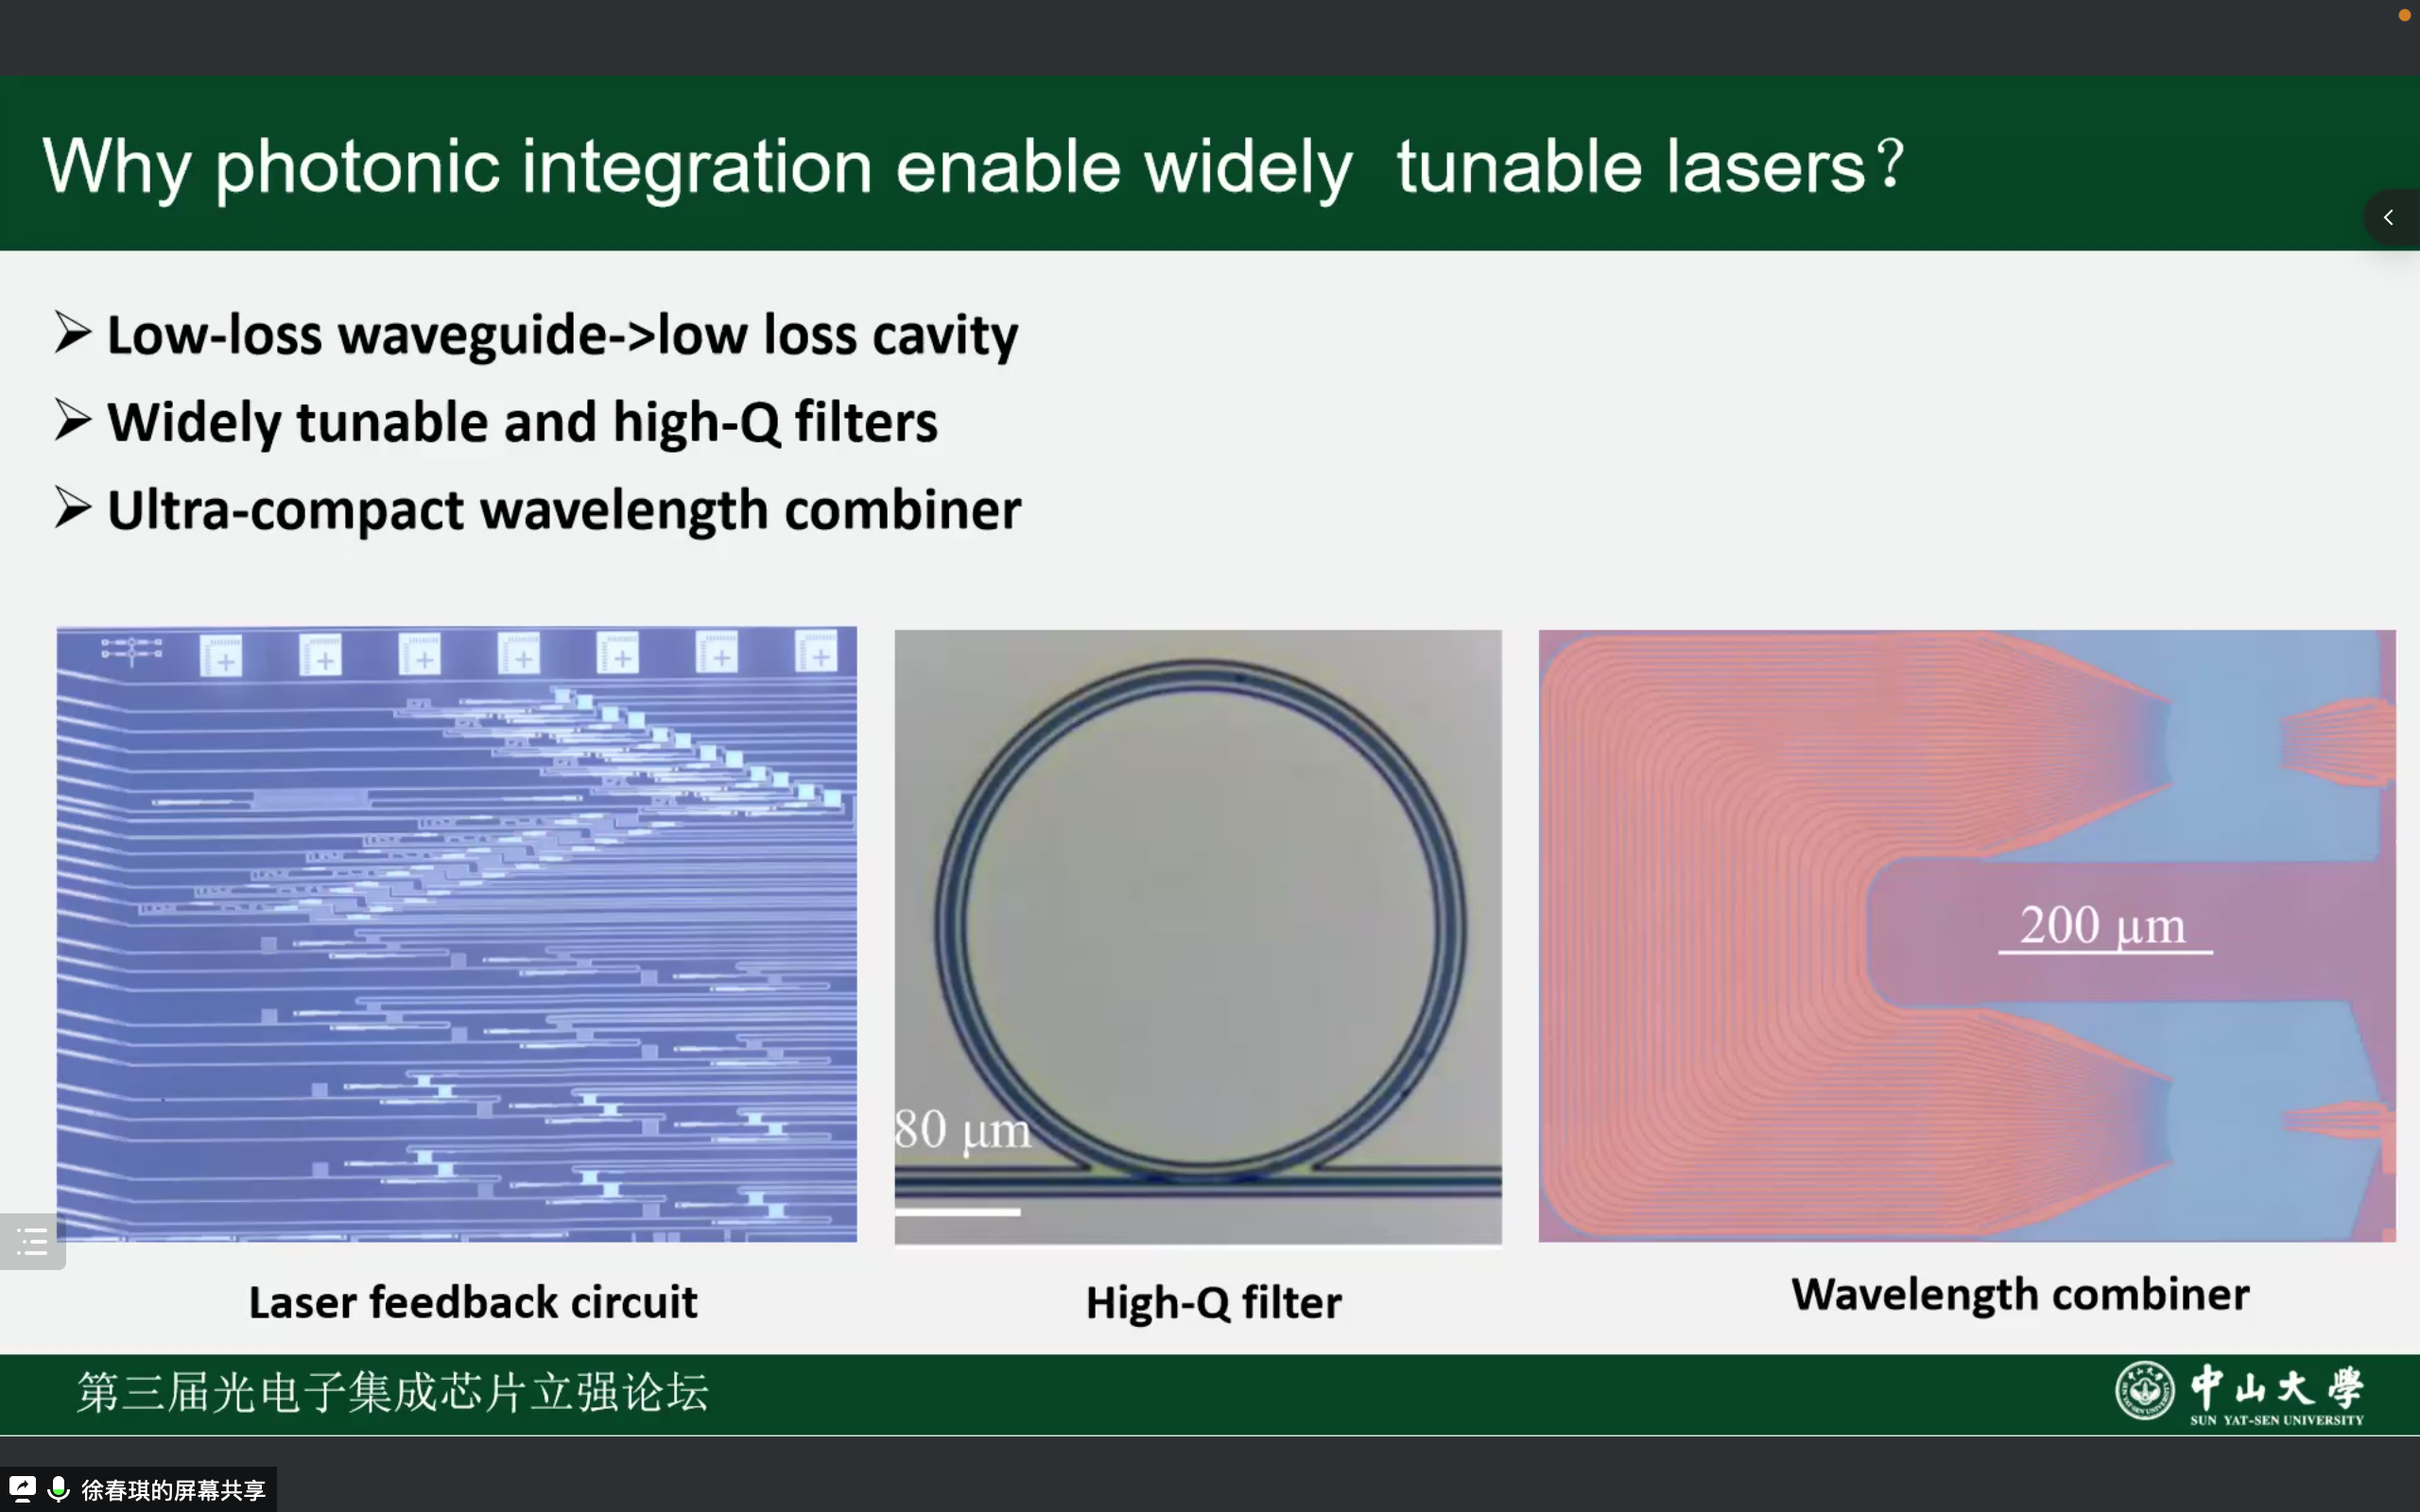 Why photonic integration enable widely  tunable lasers？
Low-loss waveguide->low loss cavity
Widely tunable and high-Q filters
Ultra-compact wavelength combiner
80 μm
200 μm
Laser feedback circuit
High-Q filter
Wavelength combiner
第三届光电子集成芯片立强论坛
中山大學
SUN YAT-SEN UNIVERSITY
徐春琪的屏幕共享